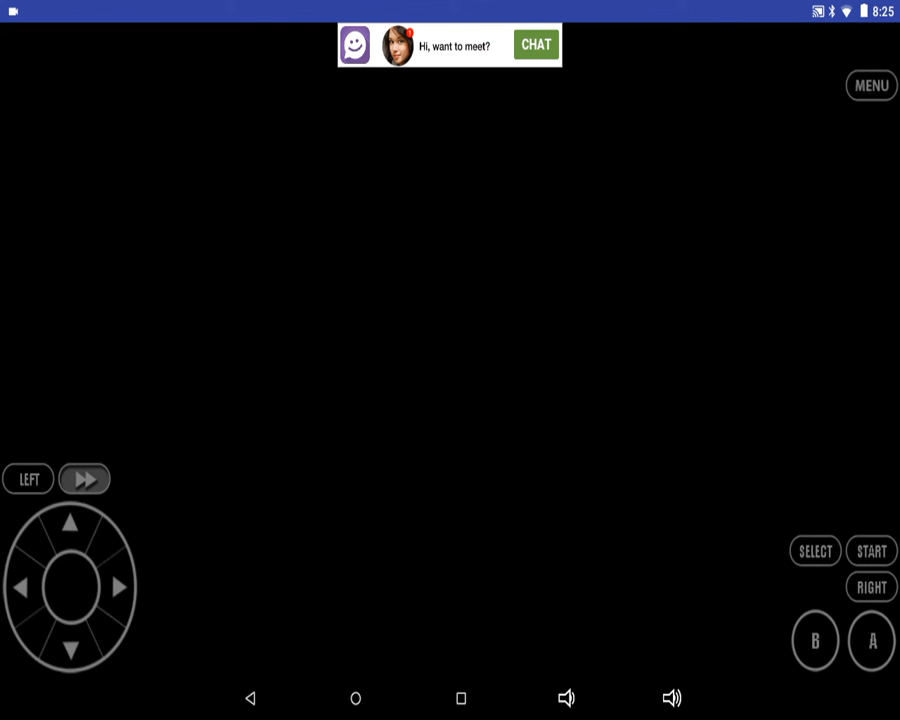 8:25
Hi, want to meet?
CHAT
MENU
LEFT
SELECT
START
RIGHT
B
A